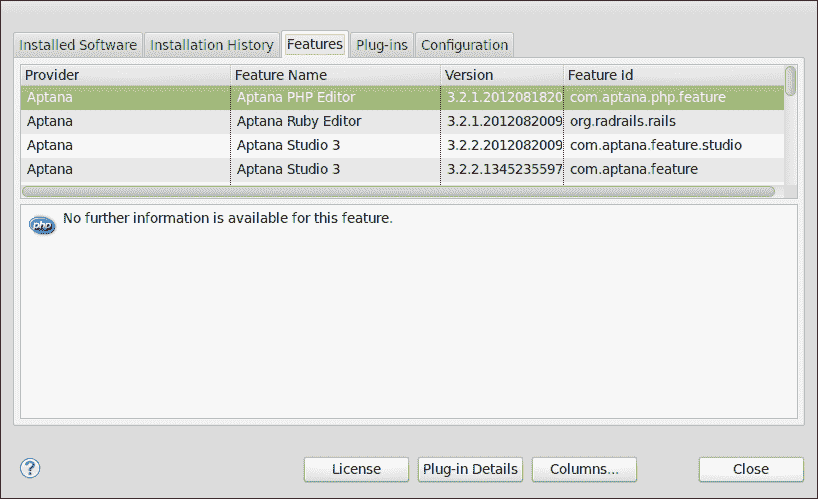 Installed Software Installation History Features Plug-ins Configuration
Provider Feature Name Version Feature Id
Aptana Aptana PHP Editor 3.2.1.2012081820 com.aptana.php.feature
Aptana Aptana Ruby Editor 3.2.1.2012082009 org.radrails.rails
Aptana Aptana Studio 3 3.2.2.2012082009 com.aptana.feature.studio
Aptana Aptana Studio 3 3.2.2.1345235597 com.aptana.feature
php No further information is available for this feature.
? License Plug-in Details Columns... Close